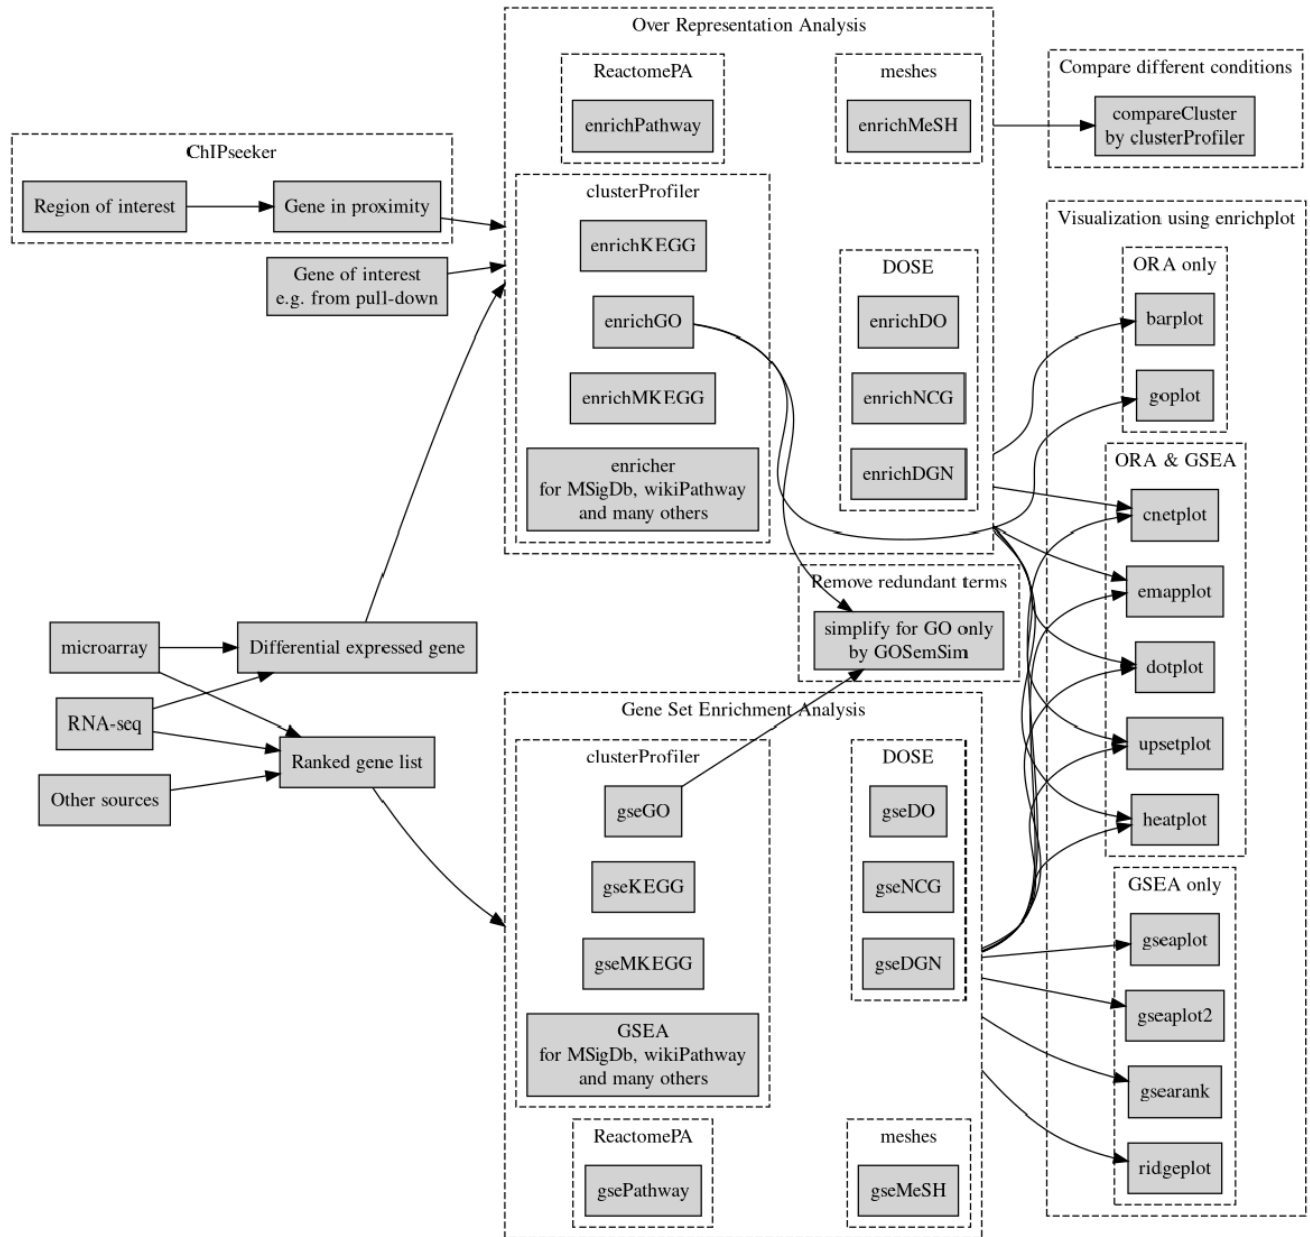 Over Representation Analysis
ReactomePA
enrichPathway
meshes
enrichMeSH
Compare different conditions
compareCluster
by clusterProfiler
ChIPseeker
Region of interest
Gene in proximity
Gene of interest
e.g. from pull-down
clusterProfiler
enrichKEGG
enrichGO
enrichMKEGG
enricher
for MSigDb, wikiPathway
and many others
DOSE
enrichDO
enrichNCG
enrichDGN
Visualization using enrichplot
ORA only
barplot
goplot
ORA & GSEA
cnetplot
emapplot
dotplot
upsetplot
heatplot
GSEA only
gseaplot
gseaplot2
gsearank
ridgeplot
Remove redundant terms
simplify for GO only
by GOSemSim
microarray
RNA-seq
Other sources
Differential expressed gene
Ranked gene list
Gene Set Enrichment Analysis
clusterProfiler
gseGO
gseKEGG
gseMKEGG
GSEA
for MSigDb, wikiPathway
and many others
DOSE
gseDO
gseNCG
gseDGN
ReactomePA
gsePathway
meshes
gseMeSH